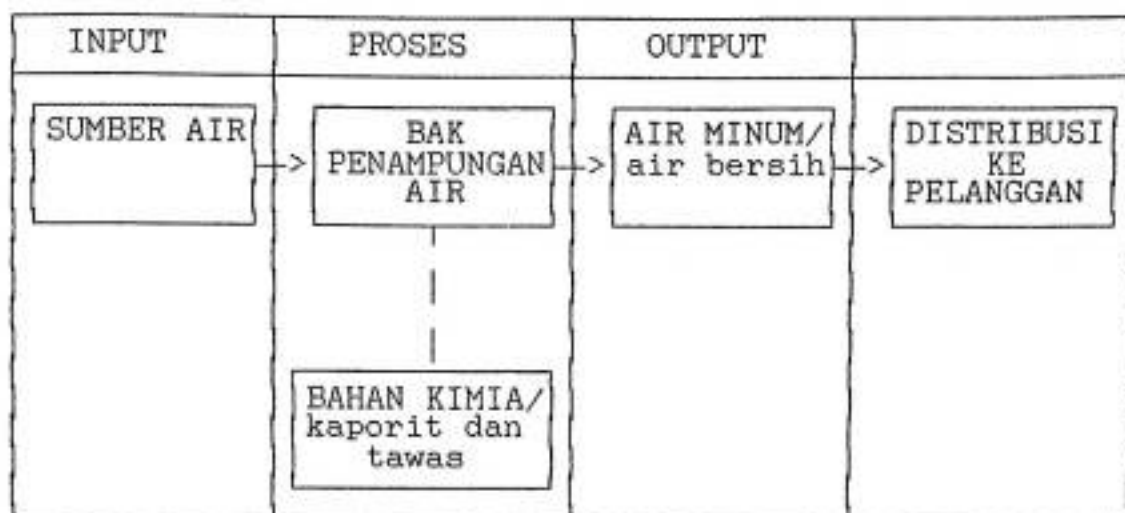 INPUT
PROSES
OUTPUT
SUMBER AIR
BAK
PENAMPUNGAN
AIR
AIR MINUM/
air bersih
DISTRIBUSI
KE
PELANGGAN
BAHAN KIMIA/
kaporit dan
tawas